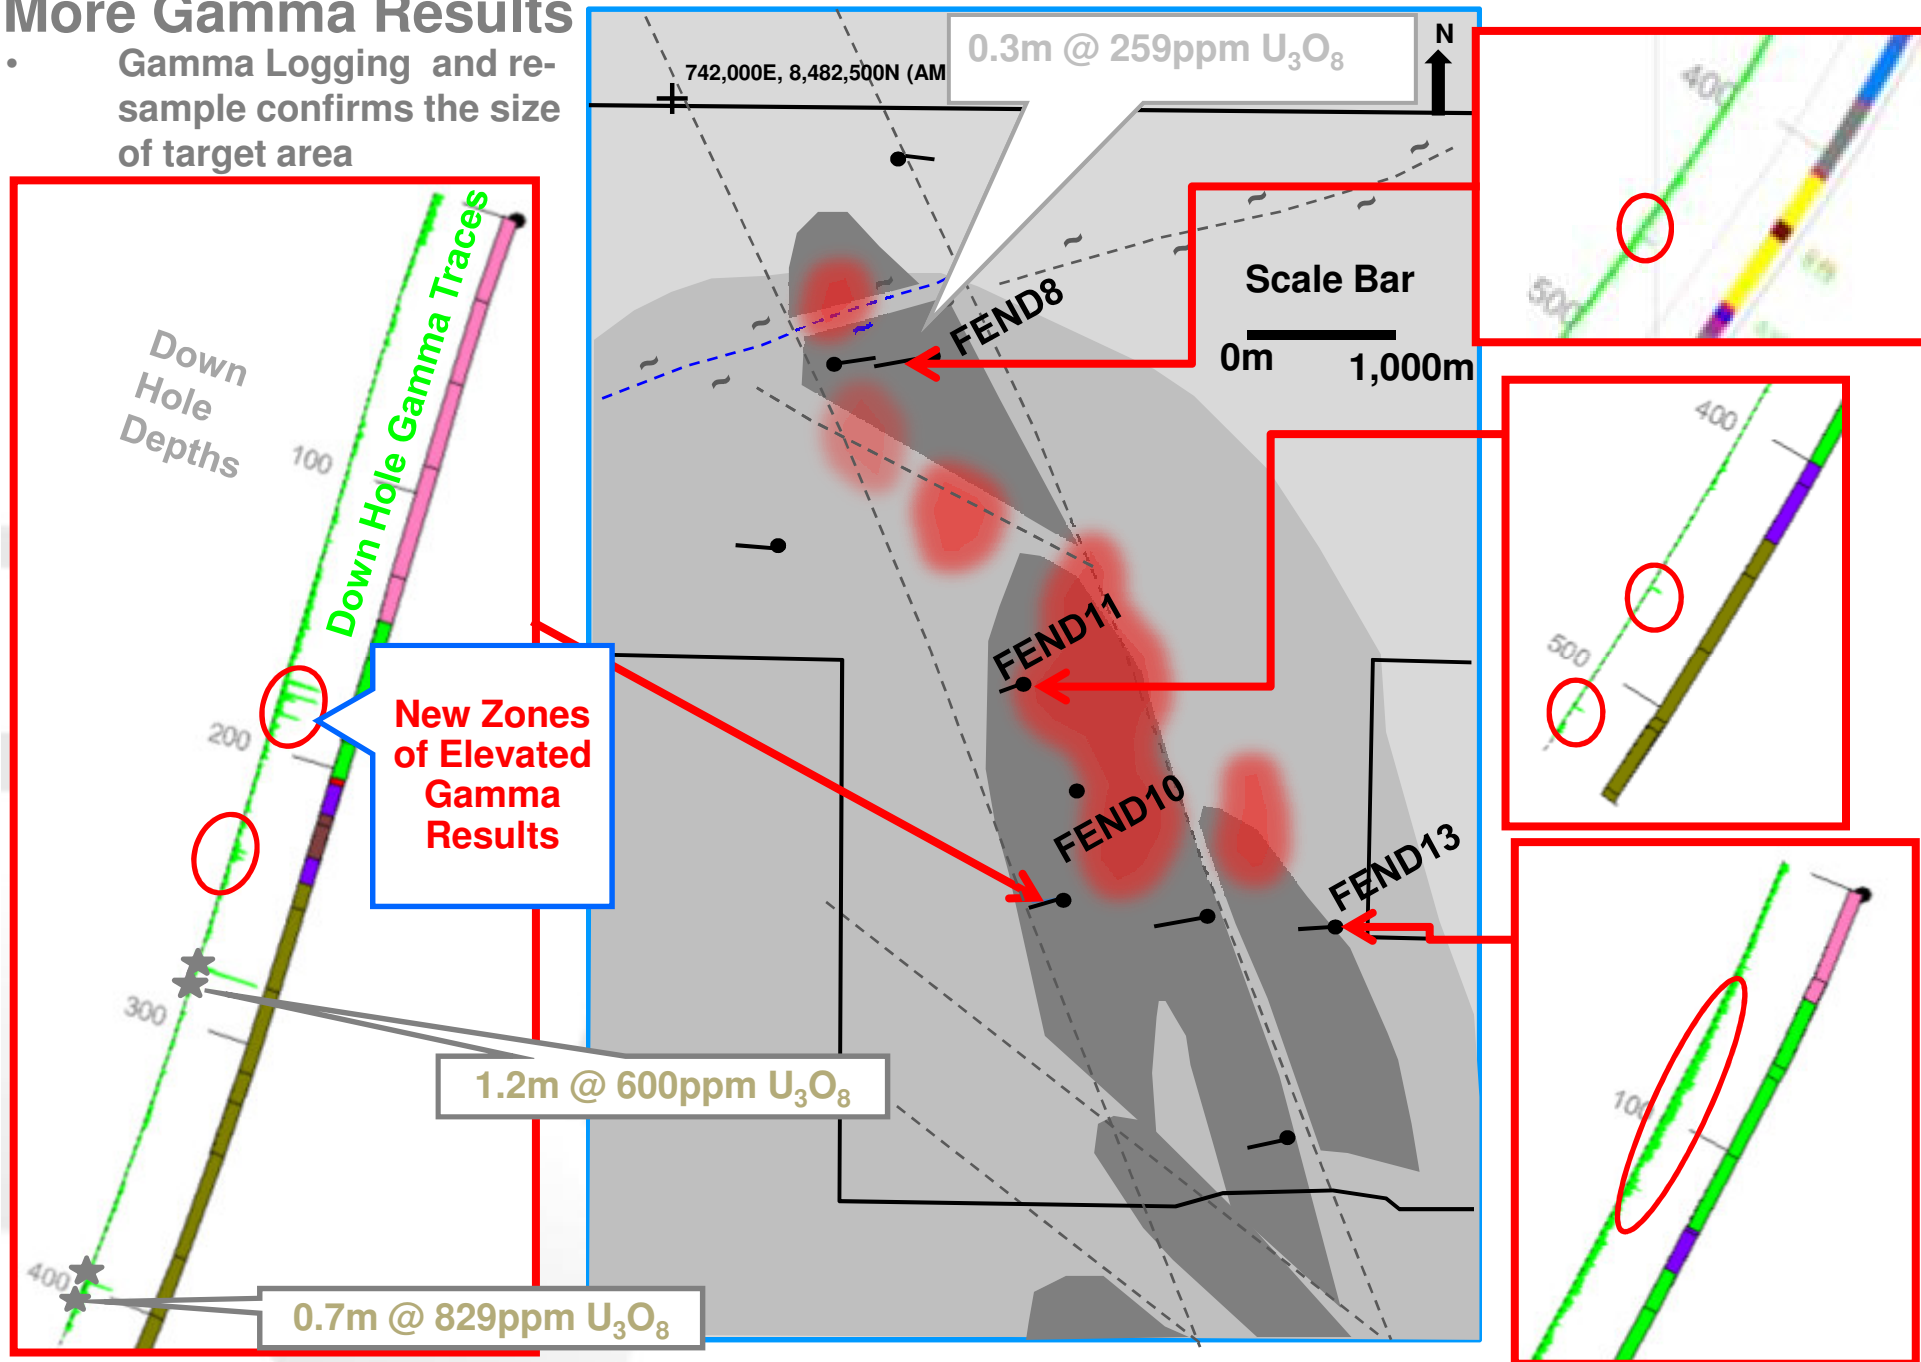 More Gamma Results
• Gamma Logging and re-
sample confirms the size
of target area
742,000E, 8,482,500N (AM
0.3m @ 259ppm U3O8
N
Scale Bar
0m 1,000m
FEND8
FEND11
FEND10
FEND13
Down
Hole
Depths
Down Hole Gamma Traces
100
200
300
400
New Zones
of Elevated
Gamma
Results
1.2m @ 600ppm U3O8
0.7m @ 829ppm U3O8
400
500
400
500
100